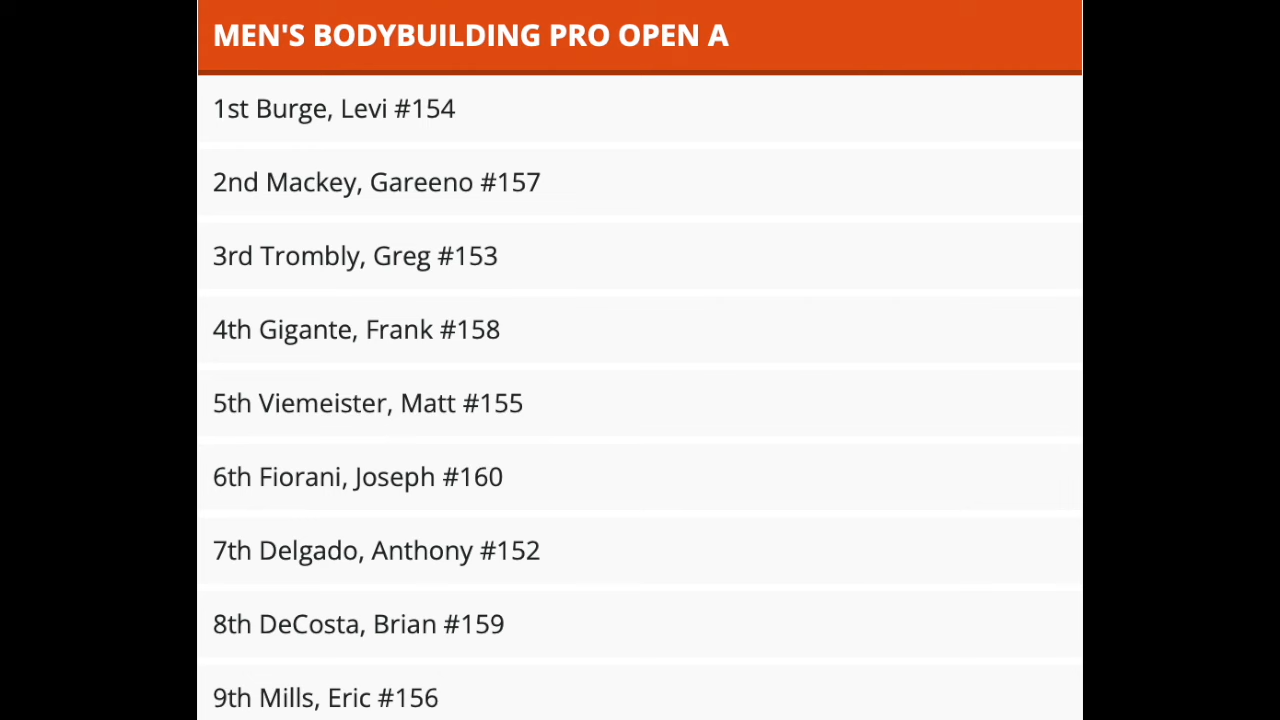 MEN'S BODYBUILDING PRO OPEN A
1st Burge, Levi #154
2nd Mackey, Gareeno #157
3rd Trombly, Greg #153
4th Gigante, Frank #158
5th Viemeister, Matt #155
6th Fiorani, Joseph #160
7th Delgado, Anthony #152
8th DeCosta, Brian #159
9th Mills, Eric #156